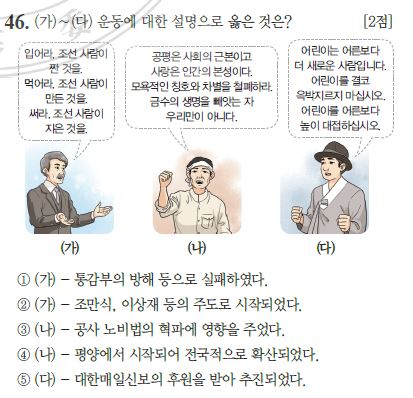 46. (가)~(다) 운동에 대한 설명으로 옳은 것은? [2점]
입어라, 조선 사람이
짠 것을.
먹어라, 조선 사람이
만든 것을.
써라, 조선 사람이
지은 것을.
공평은 사회의 근본이고
사랑은 인간의 본성이다.
모욕적인 칭호와 차별을 철폐하라.
금수의 생명을 빼앗는 자
우리만이 아니다.
어린이는 어른보다
더 새로운 사람입니다.
어린이를 결코
윽박지르지 마십시오.
어린이를 어른보다
높이 대접하십시오.
(가)
(나)
(다)
① (가) - 통감부의 방해 등으로 실패하였다.
② (가) - 조만식, 이상재 등의 주도로 시작되었다.
③ (나) - 공사 노비법의 혁파에 영향을 주었다.
④ (나) - 평양에서 시작되어 전국적으로 확산되었다.
⑤ (다) - 대한매일신보의 후원을 받아 추진되었다.